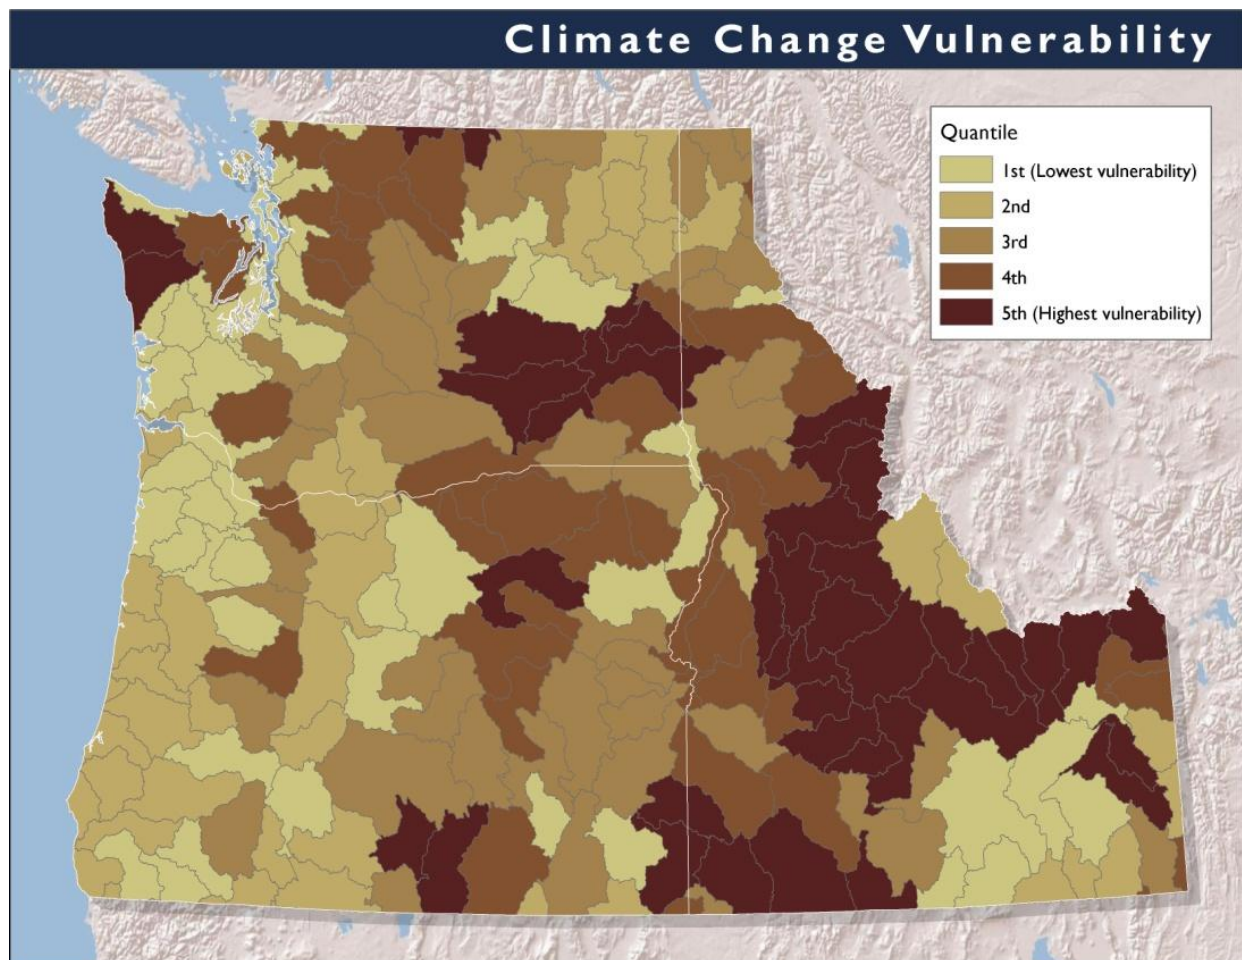 Climate Change Vulnerability
Quantile
1st (Lowest vulnerability)
2nd
3rd
4th
5th (Highest vulnerability)